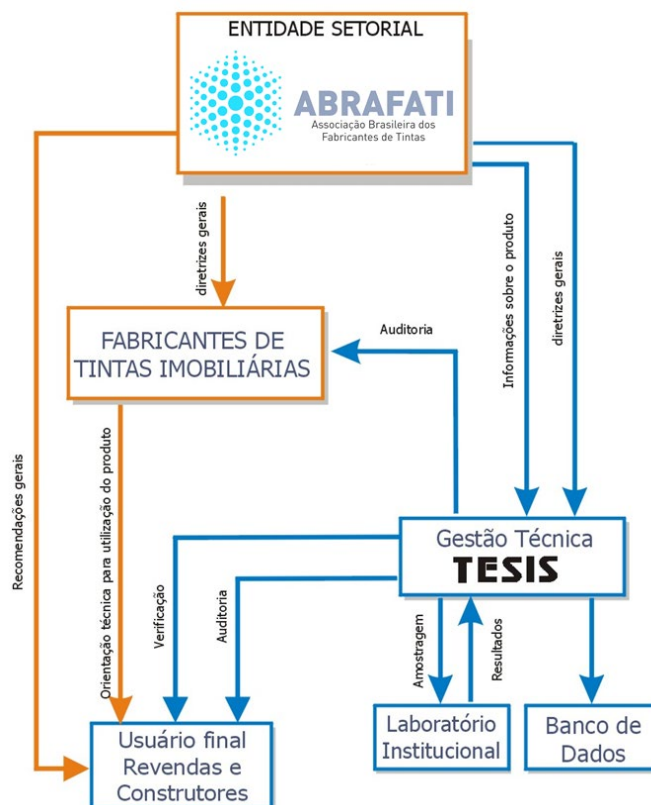 ENTIDADE SETORIAL
ABRAFATI
Associação Brasileira dos
Fabricantes de Tintas
diretrizes gerais
Informações sobre o produto
diretrizes gerais
FABRICANTES DE
TINTAS IMOBILIÁRIAS
Auditoria
Recomendações gerais
Orientação técnica para utilização do produto
Gestão Técnica
TESIS
Verificação
Auditoria
Amostragem
Resultados
Usuário final
Revendas e
Construtores
Laboratório
Institucional
Banco de
Dados